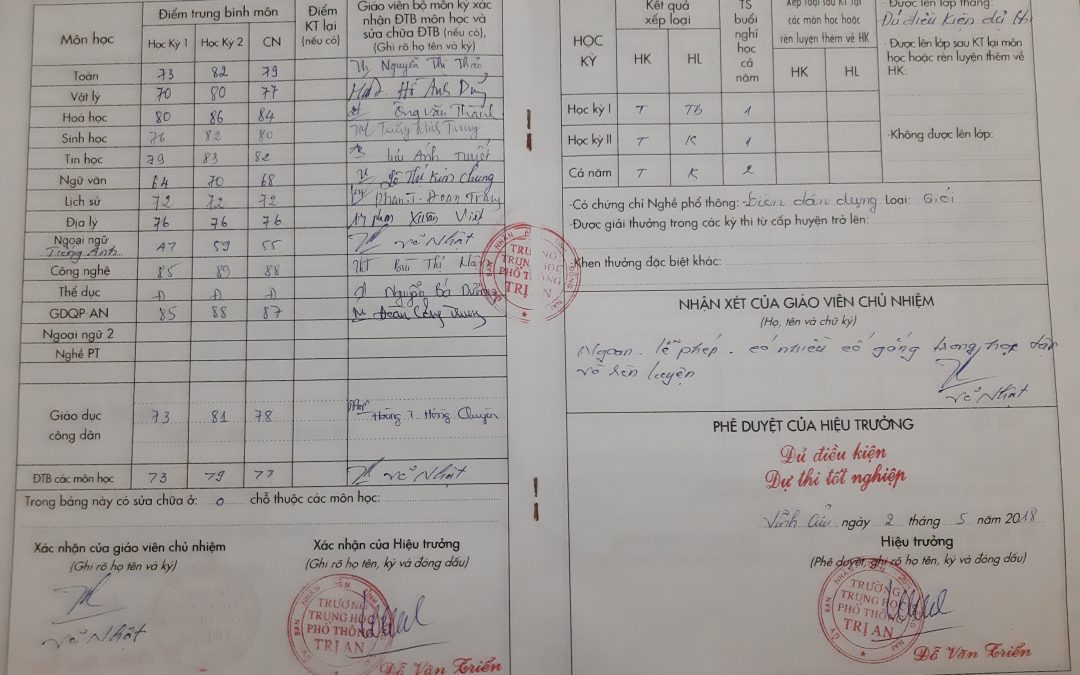 Môn học
Điểm trung bình môn
Học Kỳ 1 Học Kỳ 2 CN
Điểm
KT lại
(nếu có)
Giáo viên bộ môn ký xác
nhận ĐTB môn học và
sửa chữa ĐTB (nếu có),
(Ghi rõ họ tên và ký)
Toán 73 82 79 Nguyễn Thị Thảo
Vật lý 70 80 77 Hồ Anh Dũng
Hoá học 80 86 84 Ông Văn Thành
Sinh học 76 82 80
Tin học 79 83 82 Lưu Ánh Tuyết
Ngữ văn 64 70 68 Lê Thị Kim Chung
Lịch sử 72 72 72 Phan T. Đoan Trang
Địa lý 76 76 76 Phan Xuân Việt
Ngoại ngữ
Tiếng Anh 47 59 55 Võ Nhật
Công nghệ 85 89 88 Bùi Thị
Thể dục Đ Đ Đ Nguyễn Bá Dương
GDQP-AN 85 88 87 Đoàn Công
Ngoại ngữ 2
Nghề PT
Giáo dục
công dân 73 81 78 Hoàng T. Hồng Quyên
ĐTB các môn học 73 79 77 Võ Nhật
Trong bảng này có sửa chữa ở: 0 chỗ thuộc các môn học:
Xác nhận của giáo viên chủ nhiệm
(Ghi rõ họ tên và ký)
Võ Nhật
Xác nhận của Hiệu trưởng
(Ghi rõ họ tên, ký và đóng dấu)
TRƯỜNG
TRUNG HỌC
PHỔ THÔNG
TRỊ AN
Đỗ Văn Triển
TRƯỜNG
TRUNG HỌC
PHỔ THÔNG
TRỊ AN
HỌC
KỲ
Kết quả
xếp loại
HK HL
TS
buổi
nghỉ
học
cả
năm
Xếp loại sau KT lại
các môn học hoặc
rèn luyện thêm về HK
HK HL
- Được lên lớp thẳng:
Đủ điều kiện dự thi
- Được lên lớp sau KT lại môn
học hoặc rèn luyện thêm về
HK:
-Không được lên lớp:
Học kỳ I T Tb 1
Học kỳ II T K 1
Cả năm T K 2
-Có chứng chỉ Nghề phổ thông: Điện dân dụng Loại: Giỏi
-Được giải thưởng trong các kỳ thi từ cấp huyện trở lên:
Khen thưởng đặc biệt khác:
NHẬN XÉT CỦA GIÁO VIÊN CHỦ NHIỆM
(Họ, tên và chữ ký)
Ngoan. lễ phép. có nhiều cố gắng trong học tập
và rèn luyện
Võ Nhật
PHÊ DUYỆT CỦA HIỆU TRƯỞNG
Đủ điều kiện
Dự thi tốt nghiệp
Vĩnh Cửu ngày 2 tháng 5 năm 2018
Hiệu trưởng
(Phê duyệt, ghi rõ họ tên, ký và đóng dấu)
TRƯỜNG
TRUNG HỌC
PHỔ THÔNG
TRỊ AN
Đỗ Văn Triển